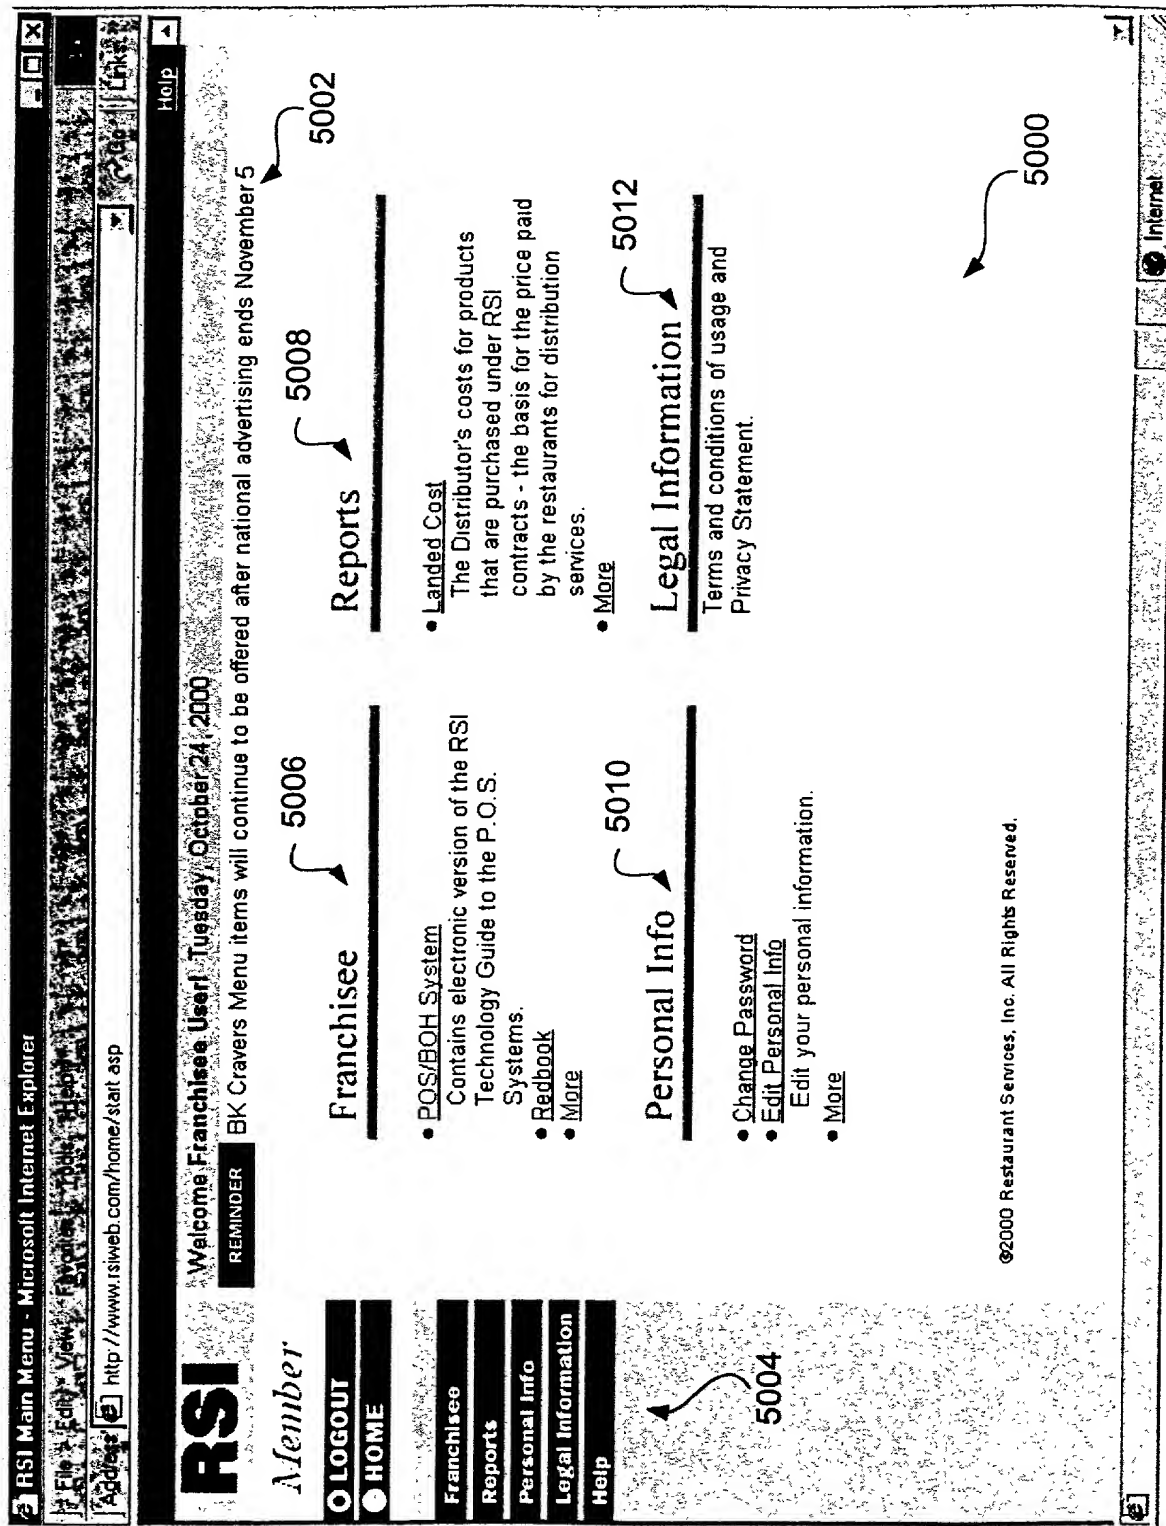 RSI Main Menu - Microsoft Internet Explorer
File Edit View Favorites Tools Help
Address http://www.rsiweb.com/home/start.asp Go Links
Help
RSI
Welcome Franchisee User! Tuesday, October 24, 2000
REMINDER BK Cravers Menu items will continue to be offered after national advertising ends November 5
5002
Member
LOGOUT
HOME
Franchisee
Reports
Personal Info
Legal Information
Help
5004
Franchisee
5006
• POS/BOH System
Contains electronic version of the RSI
Technology Guide to the P.O.S.
Systems.
• Redbook
• More
Reports
5008
• Landed Cost
The Distributor's costs for products
that are purchased under RSI
contracts - the basis for the price paid
by the restaurants for distribution
services.
• More
Personal Info
5010
• Change Password
• Edit Personal Info
Edit your personal information.
• More
Legal Information
5012
Terms and conditions of usage and
Privacy Statement.
5000
©2000 Restaurant Services, Inc. All Rights Reserved.
Internet